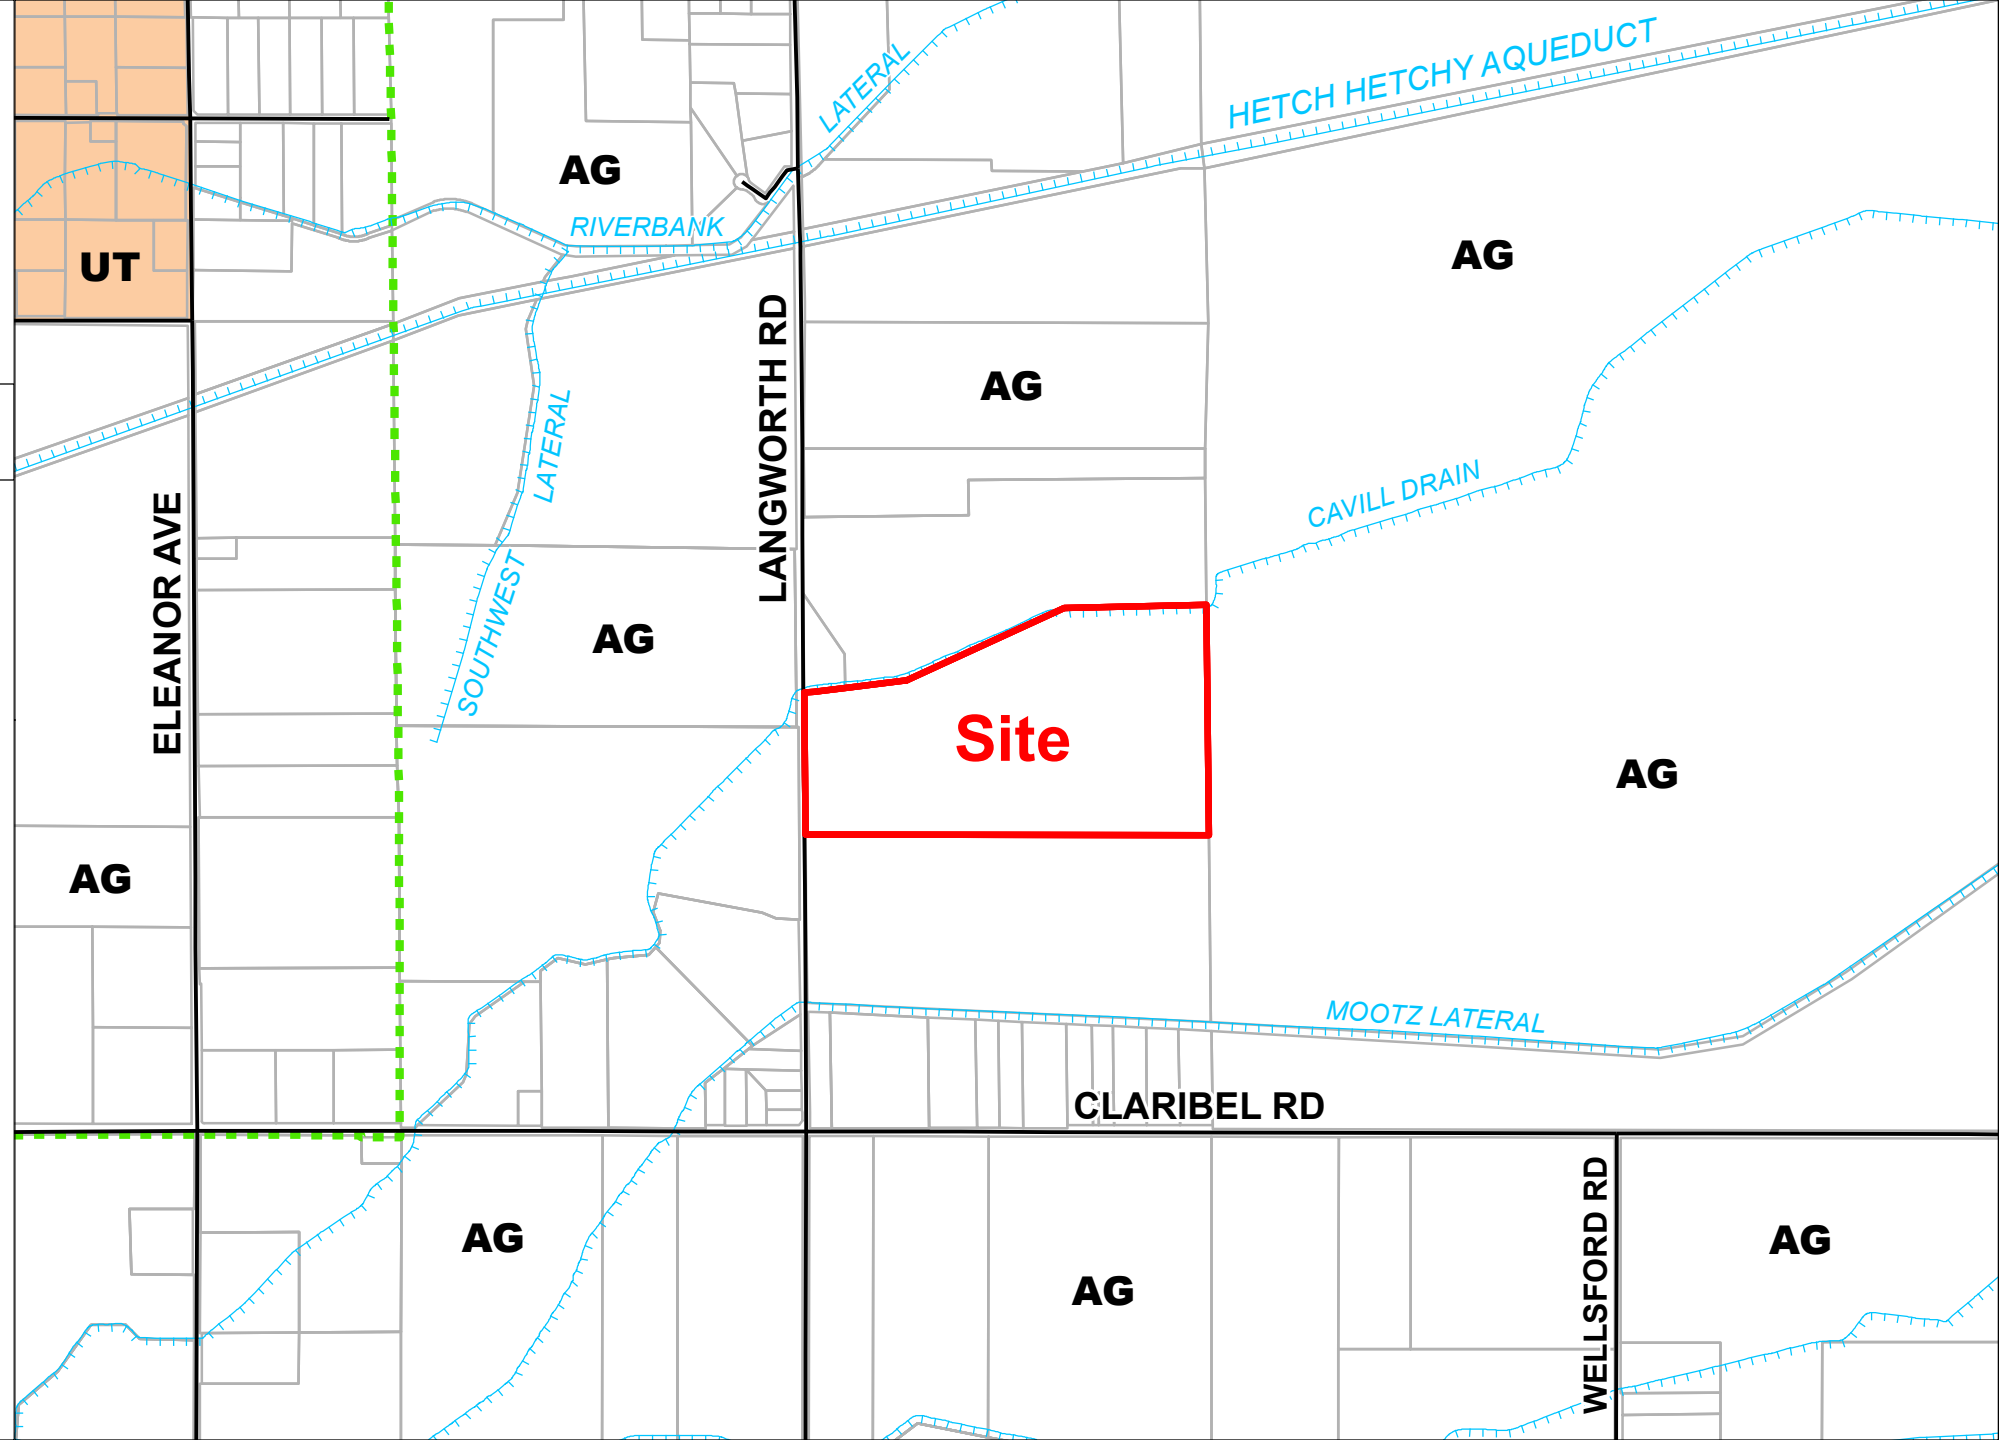 HETCH HETCHY AQUEDUCT
LATERAL
AG
RIVERBANK
UT
AG
LANGWORTH RD
AG
LATERAL
CAVILL DRAIN
ELEANOR AVE
SOUTHWEST
AG
Site
AG
AG
MOOTZ LATERAL
CLARIBEL RD
WELLSFORD RD
AG
AG
AG